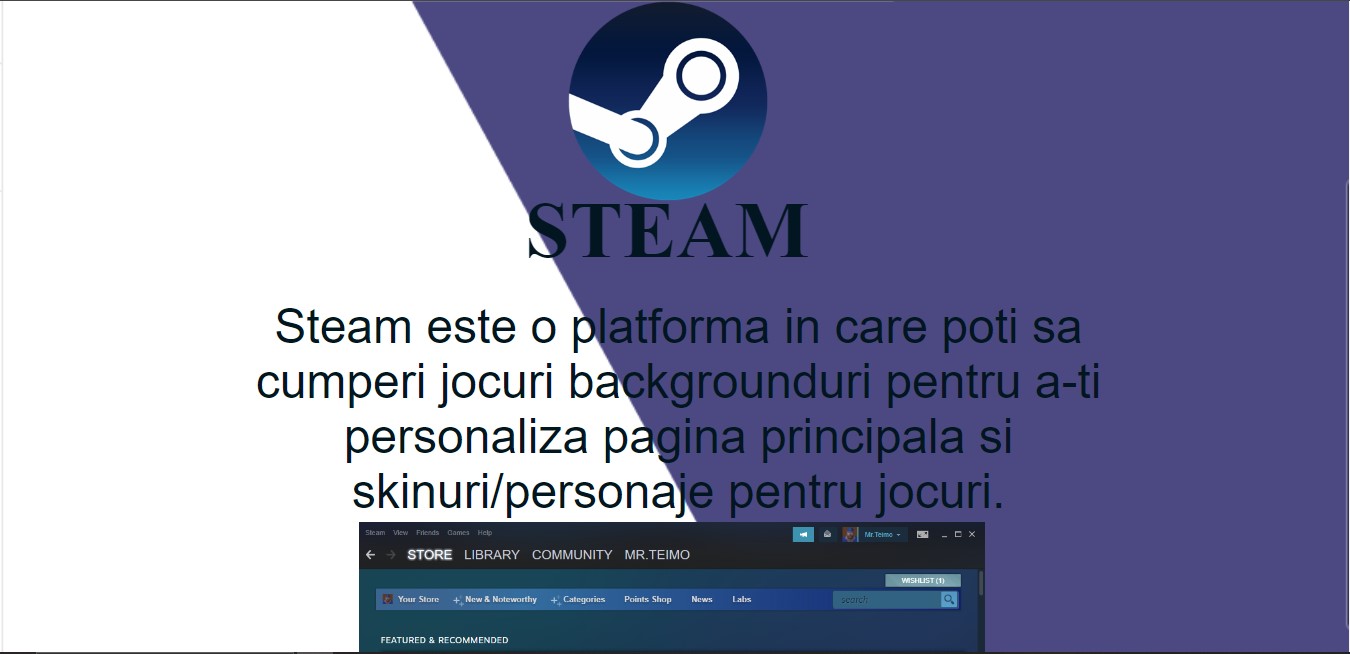 STEAM
Steam este o platforma in care poti sa
cumperi jocuri backgrounduri pentru a-ti
personaliza pagina principala si
skinuri/personaje pentru jocuri.
Steam View Friends Games Help Mr.Teimo
STORE LIBRARY COMMUNITY MR.TEIMO
WISHLIST (1)
Your Store New & Noteworthy Categories Points Shop News Labs search
FEATURED & RECOMMENDED